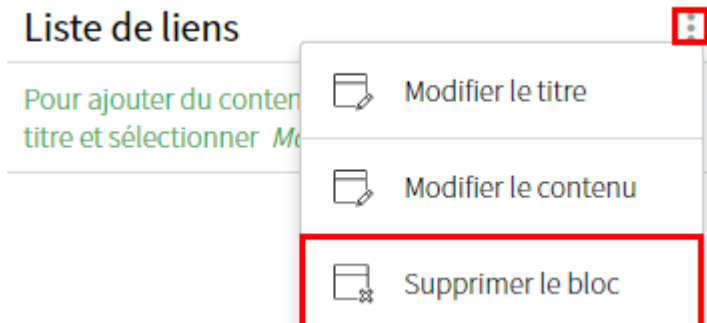 Liste de liens
Pour ajouter du conten
titre et sélectionner
Modifier le titre
Modifier le contenu
Supprimer le bloc